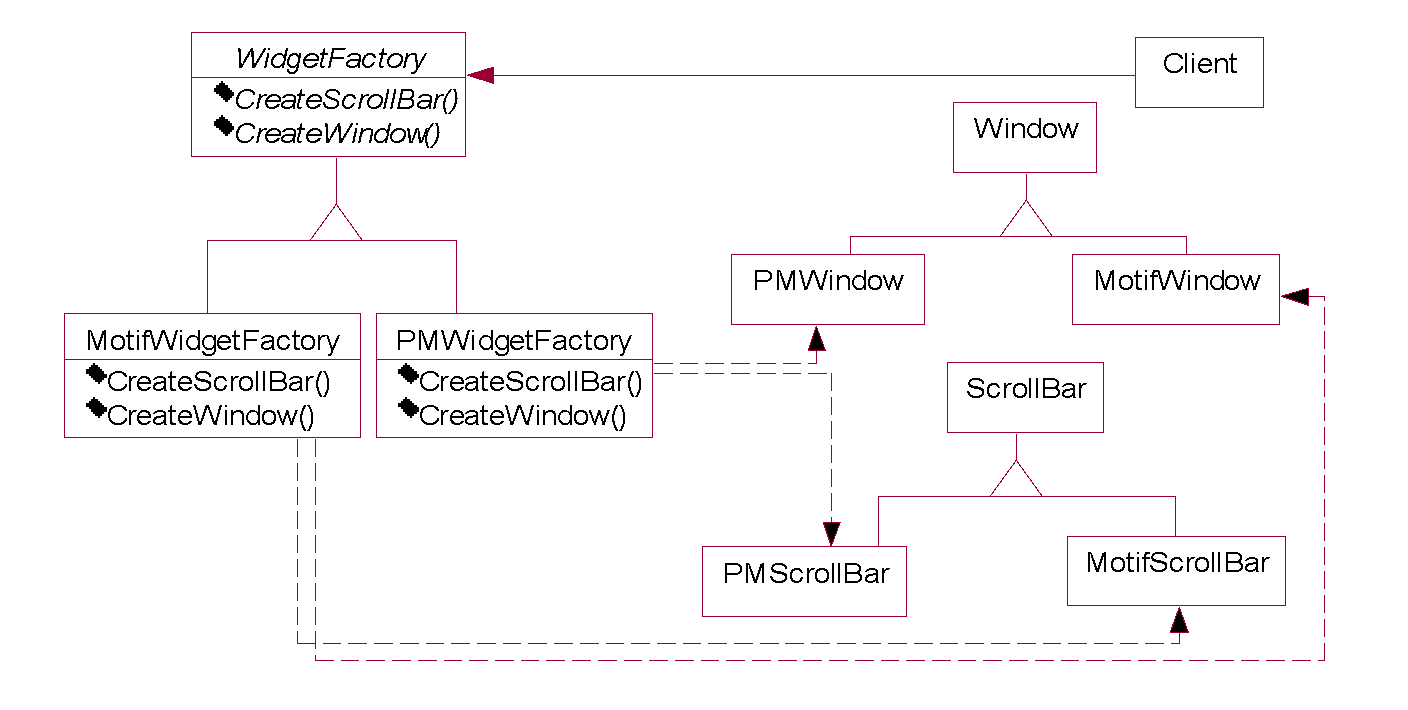 WidgetFactory
CreateScrollBar()
CreateWindow()
Client
Window
PMWindow
MotifWindow
MotifWidgetFactory
CreateScrollBar()
CreateWindow()
PMWidgetFactory
CreateScrollBar()
CreateWindow()
ScrollBar
PMScrollBar
MotifScrollBar